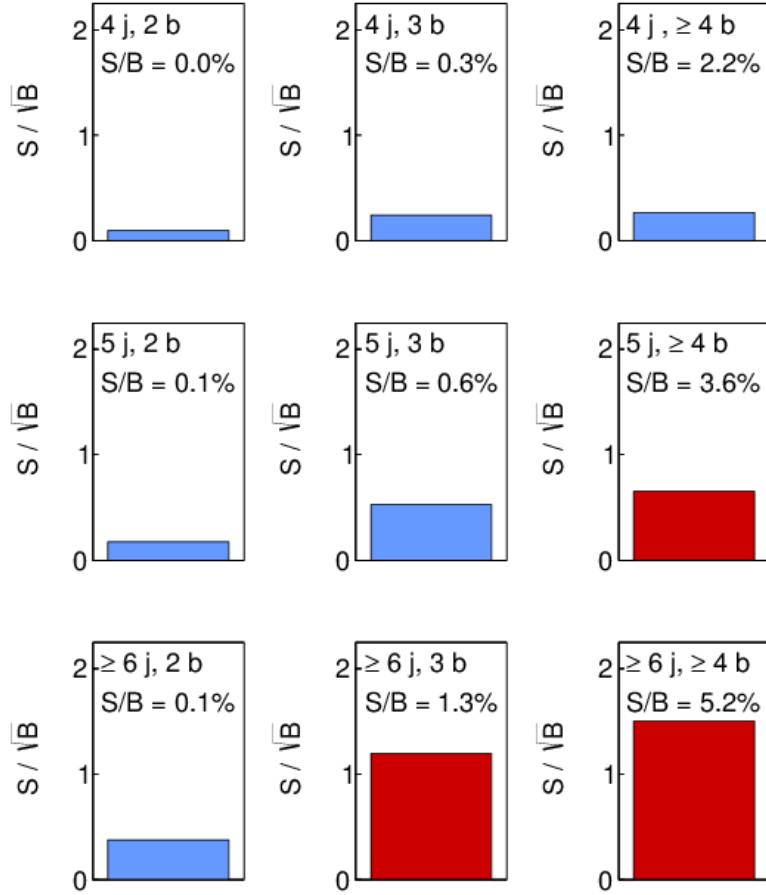 4 j, 2 b
S/B = 0.0%
S / √B
2
1
0
4 j, 3 b
S/B = 0.3%
S / √B
2
1
0
4 j , ≥ 4 b
S/B = 2.2%
S / √B
2
1
0
5 j, 2 b
S/B = 0.1%
S / √B
2
1
0
5 j, 3 b
S/B = 0.6%
S / √B
2
1
0
5 j, ≥ 4 b
S/B = 3.6%
S / √B
2
1
0
≥ 6 j, 2 b
S/B = 0.1%
S / √B
2
1
0
≥ 6 j, 3 b
S/B = 1.3%
S / √B
2
1
0
≥ 6 j, ≥ 4 b
S/B = 5.2%
S / √B
2
1
0